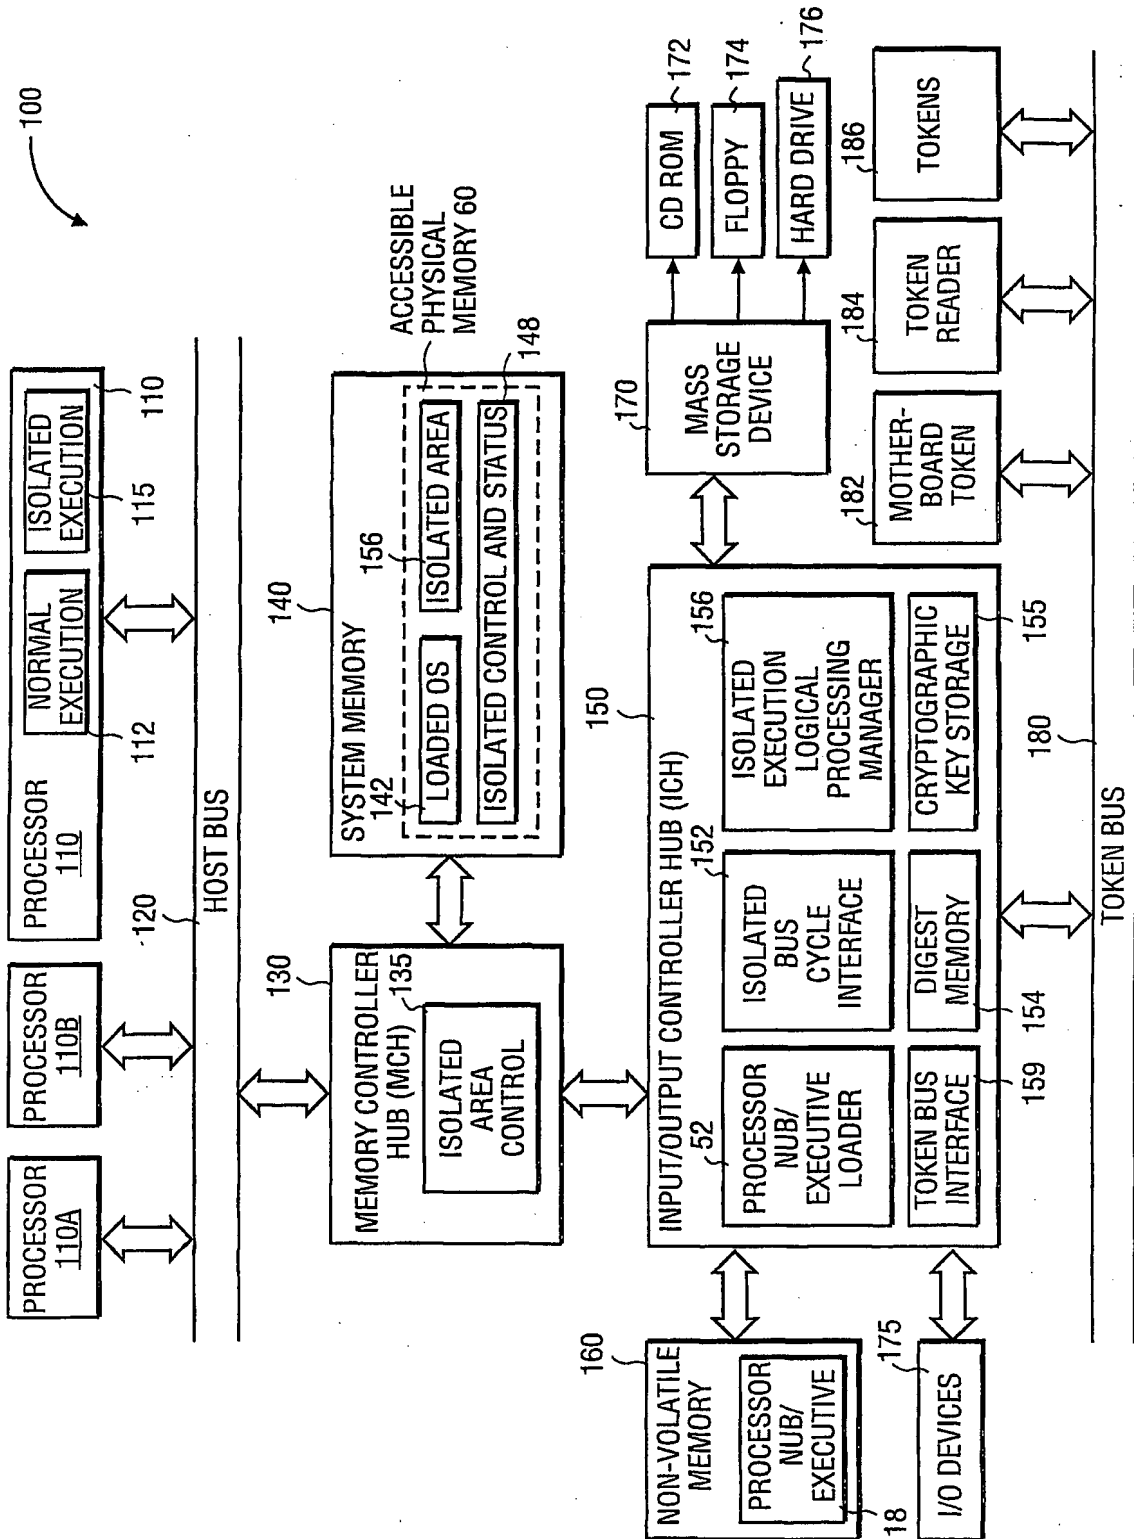 100
PROCESSOR
110A
PROCESSOR
110B
PROCESSOR
110
NORMAL
EXECUTION
112
ISOLATED
EXECUTION
115
110
120
HOST BUS
MEMORY CONTROLLER
HUB (MCH)
130
135
ISOLATED
AREA
CONTROL
SYSTEM MEMORY
140
142
LOADED OS
156
ISOLATED AREA
ISOLATED CONTROL AND STATUS
148
ACCESSIBLE
PHYSICAL
MEMORY 60
NON-VOLATILE
MEMORY
160
PROCESSOR
NUB/
EXECUTIVE
18
I/O DEVICES
175
INPUT/OUTPUT CONTROLLER HUB (ICH)
150
52
PROCESSOR
NUB/
EXECUTIVE
LOADER
152
ISOLATED
BUS
CYCLE
INTERFACE
156
ISOLATED
EXECUTION
LOGICAL
PROCESSING
MANAGER
TOKEN BUS
INTERFACE
159
DIGEST
MEMORY
154
CRYPTOGRAPHIC
KEY STORAGE
155
170
MASS
STORAGE
DEVICE
CD ROM
172
FLOPPY
174
HARD DRIVE
176
182
MOTHER-
BOARD
TOKEN
184
TOKEN
READER
186
TOKENS
180
TOKEN BUS